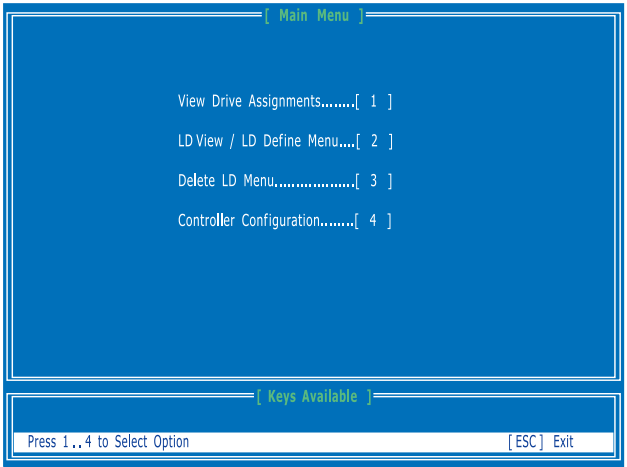 [ Main Menu ]
View Drive Assignments........[ 1 ]
LD View / LD Define Menu....[ 2 ]
Delete LD Menu...................[ 3 ]
Controller Configuration........[ 4 ]
[ Keys Available ]
Press 1..4 to Select Option [ESC] Exit